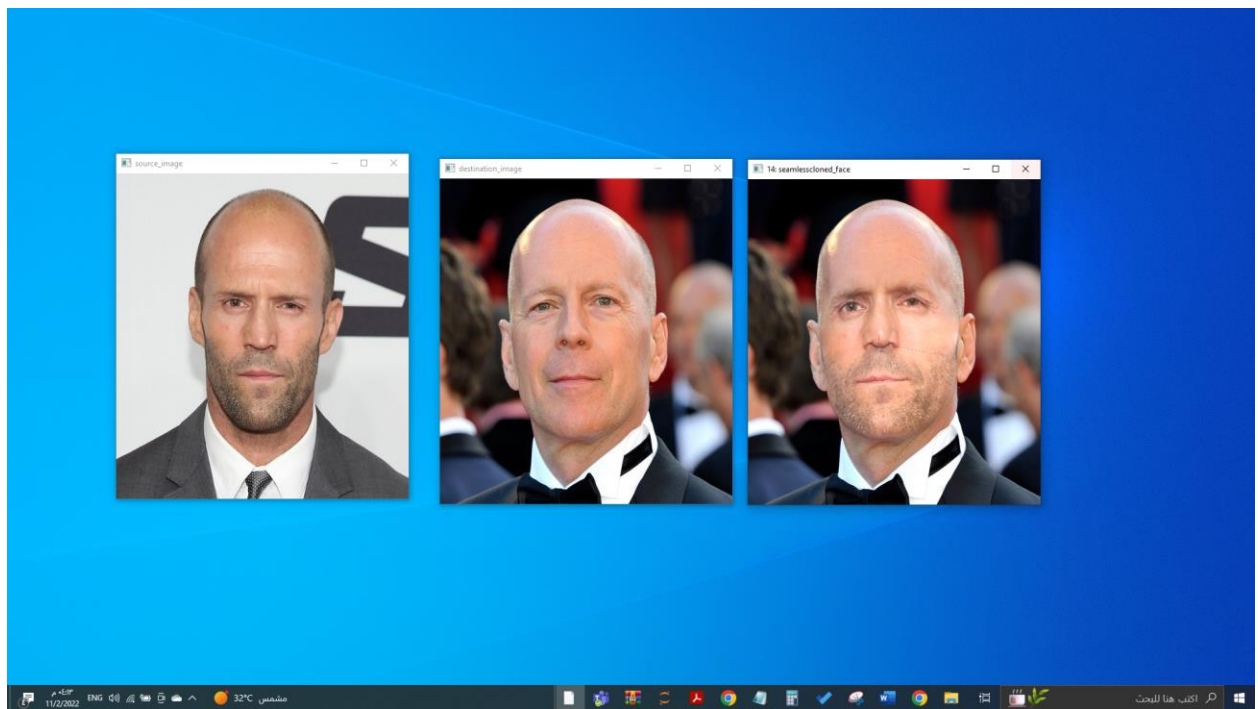 source_image
destination_image
14: seamlesscloned_face
11/2/2022
ENG
32°C مشمس
اكتب هنا للبحث